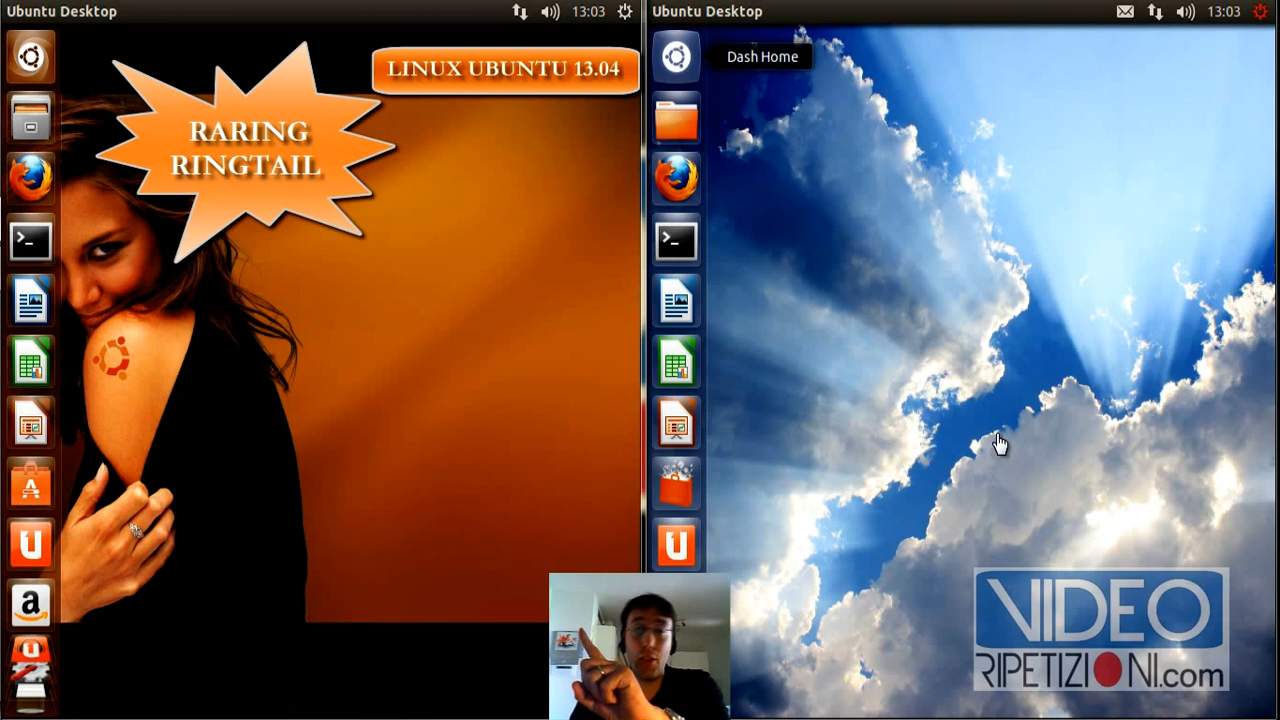 Ubuntu Desktop
13:03
LINUX UBUNTU 13.04
RARING
RINGTAIL
Ubuntu Desktop
13:03
Dash Home
VIDEO
RIPETIZIONI.com